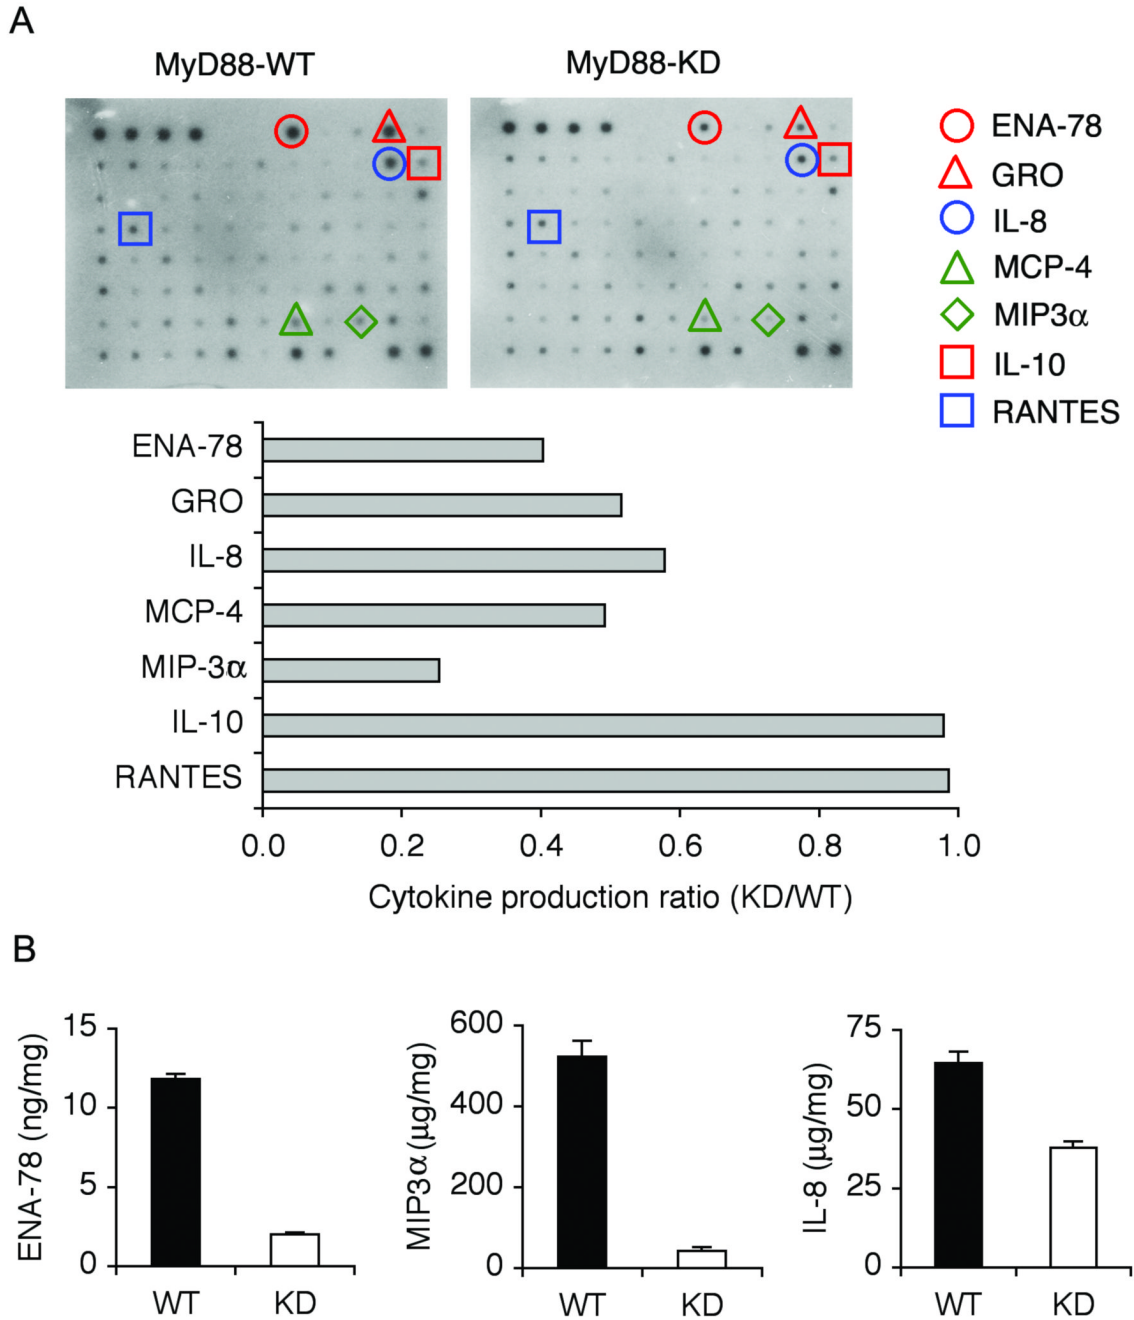 A
MyD88-WT
MyD88-KD
ENA-78
GRO
IL-8
MCP-4
MIP3α
IL-10
RANTES
ENA-78
GRO
IL-8
MCP-4
MIP-3α
IL-10
RANTES
0.0 0.2 0.4 0.6 0.8 1.0
Cytokine production ratio (KD/WT)
B
ENA-78 (ng/mg)
15
10
5
0
WT KD
MIP3α (µg/mg)
600
400
200
0
WT KD
IL-8 (µg/mg)
75
50
25
0
WT KD